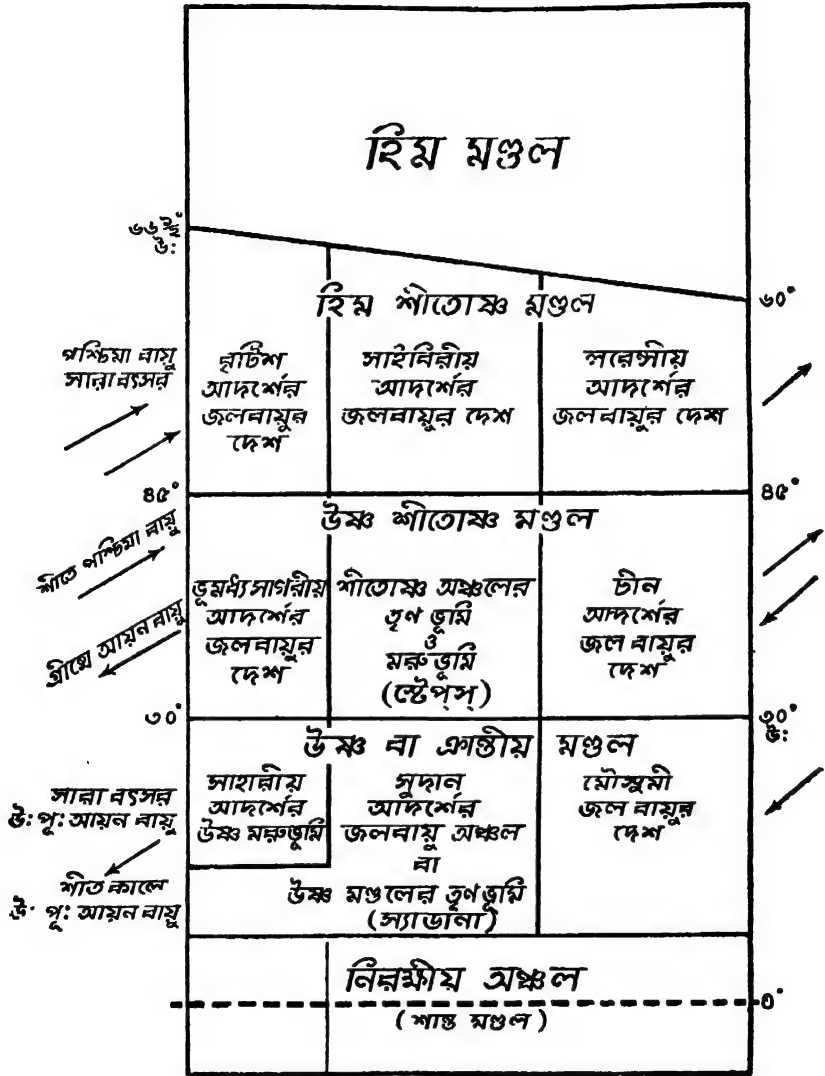 হিম মণ্ডল
৬৬ ১/২°
উঃ
হিম শীতোষ্ণ মণ্ডল
৬০°
পশ্চিমা বায়ু
সারা বৎসর
বৃটিশ
আদর্শের
জলবায়ুর
দেশ
সাইবিরীয়
আদর্শের
জলবায়ুর দেশ
লরেন্সীয়
আদর্শের
জলবায়ুর দেশ
৪৫°
৪৫°
উষ্ণ শীতোষ্ণ মণ্ডল
শীতে পশ্চিমা বায়ু
গ্রীষ্মে আয়ন বায়ু
ভূমধ্যসাগরীয়
আদর্শের
জলবায়ুর
দেশ
শীতোষ্ণ অঞ্চলের
তৃণ ভূমি
ও
মরুভূমি
(স্টেপ্‌স্)
চীন
আদর্শের
জল বায়ুর
দেশ
৩০°
৩০°
উঃ
উষ্ণ বা ক্রান্তীয় মণ্ডল
সারা বৎসর
উঃ পূঃ আয়ন বায়ু
শীত কালে
উঃ পূঃ আয়ন বায়ু
সাহারীয়
আদর্শের
উষ্ণ মরুভূমি
সুদান
আদর্শের
জলবায়ু অঞ্চল
বা
উষ্ণ মণ্ডলের তৃণভূমি
(স্যাভানা)
মৌসুমী
জল বায়ুর
দেশ
নিরক্ষীয় অঞ্চল
০°
(শান্ত মণ্ডল)